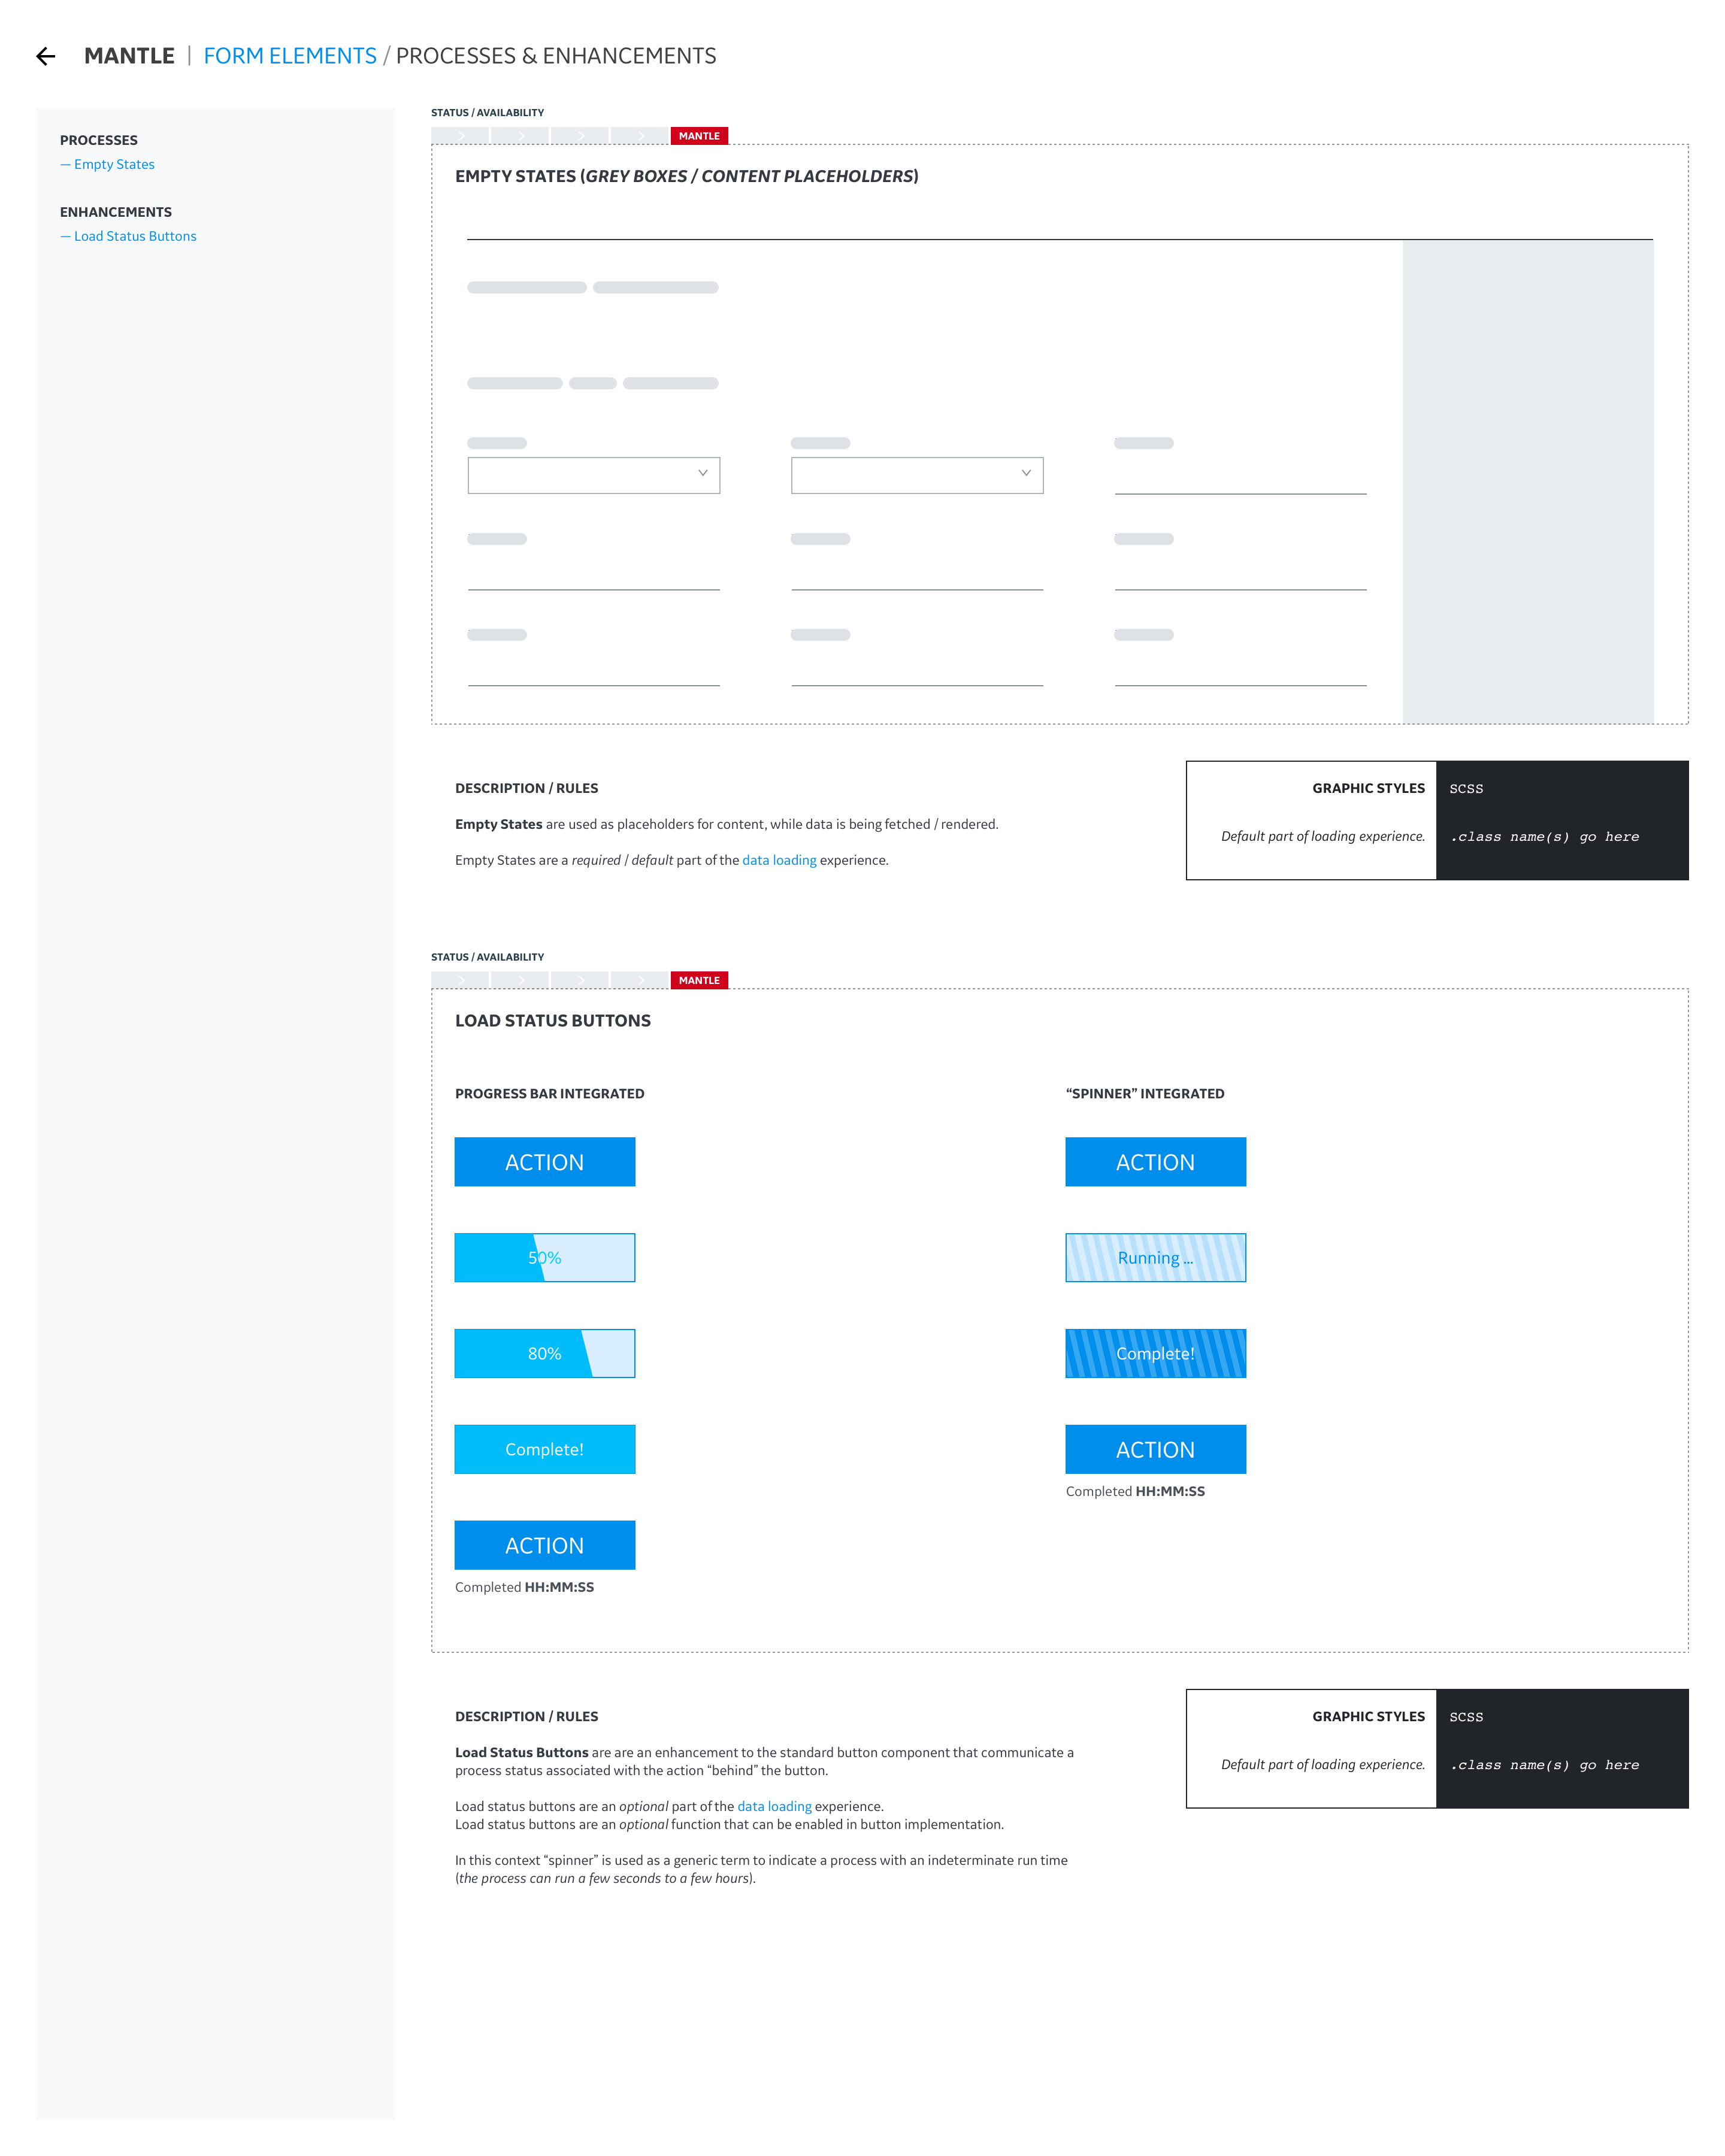 MANTLE | FORM ELEMENTS / PROCESSES & ENHANCEMENTS
PROCESSES
— Empty States
ENHANCEMENTS
— Load Status Buttons
STATUS / AVAILABILITY
MANTLE
EMPTY STATES (GREY BOXES / CONTENT PLACEHOLDERS)
DESCRIPTION / RULES
Empty States are used as placeholders for content, while data is being fetched / rendered.
Empty States are a required / default part of the data loading experience.
GRAPHIC STYLES
Default part of loading experience.
SCSS
.class name(s) go here
STATUS / AVAILABILITY
MANTLE
LOAD STATUS BUTTONS
PROGRESS BAR INTEGRATED
ACTION
50%
80%
Complete!
ACTION
Completed HH:MM:SS
“SPINNER” INTEGRATED
ACTION
Running ...
Complete!
ACTION
Completed HH:MM:SS
DESCRIPTION / RULES
Load Status Buttons are are an enhancement to the standard button component that communicate a
process status associated with the action “behind” the button.
Load status buttons are an optional part of the data loading experience.
Load status buttons are an optional function that can be enabled in button implementation.
In this context “spinner” is used as a generic term to indicate a process with an indeterminate run time
(the process can run a few seconds to a few hours).
GRAPHIC STYLES
Default part of loading experience.
SCSS
.class name(s) go here